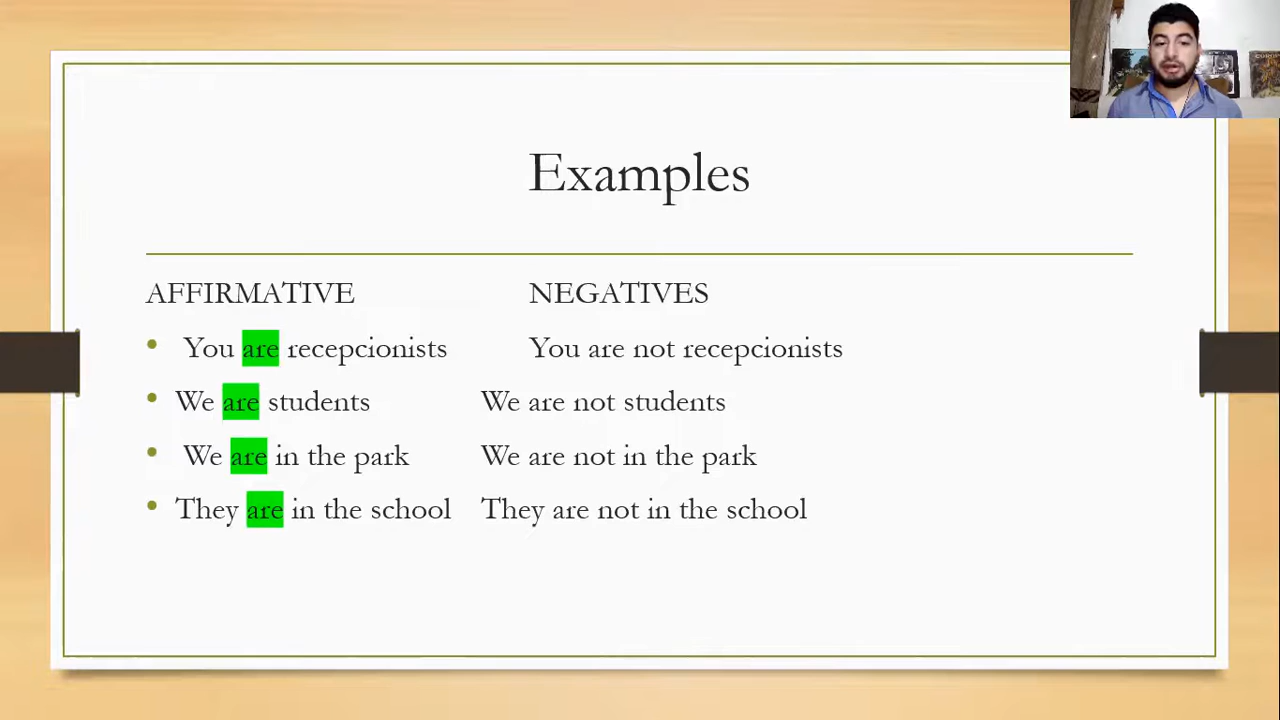 Examples
AFFIRMATIVE NEGATIVES
• You are recepcionists You are not recepcionists
• We are students We are not students
• We are in the park We are not in the park
• They are in the school They are not in the school